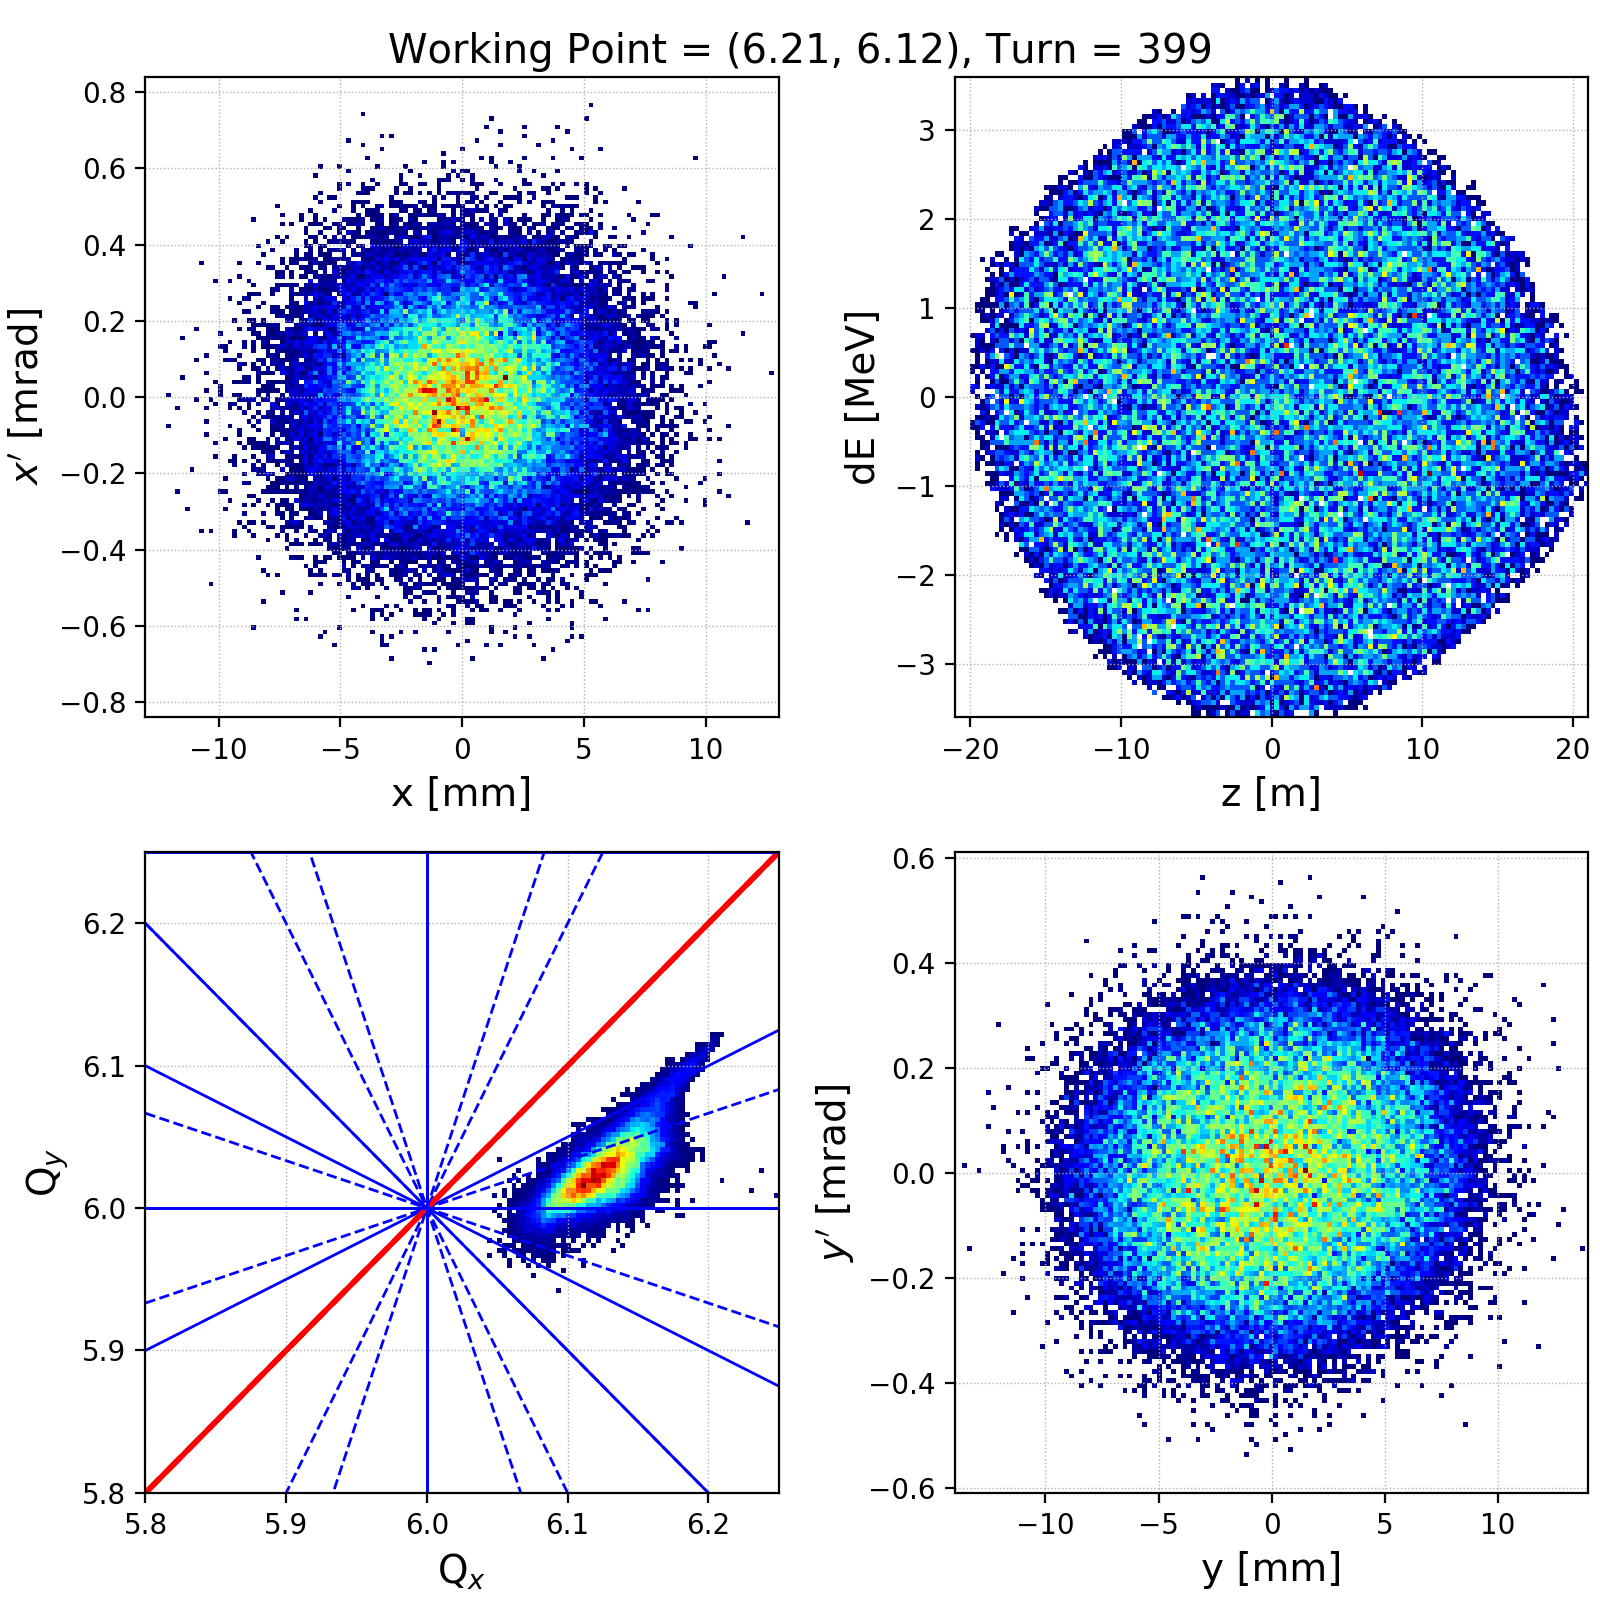 Working Point = (6.21, 6.12), Turn = 399
0.8
0.6
0.4
0.2
0.0
−0.2
−0.4
−0.6
−0.8
x′ [mrad]
−10 −5 0 5 10
x [mm]
3
2
1
0
−1
−2
−3
dE [MeV]
−20 −10 0 10 20
z [m]
6.2
6.1
6.0
5.9
5.8
Qy
5.8 5.9 6.0 6.1 6.2
Qx
0.6
0.4
0.2
0.0
−0.2
−0.4
−0.6
y′ [mrad]
−10 −5 0 5 10
y [mm]